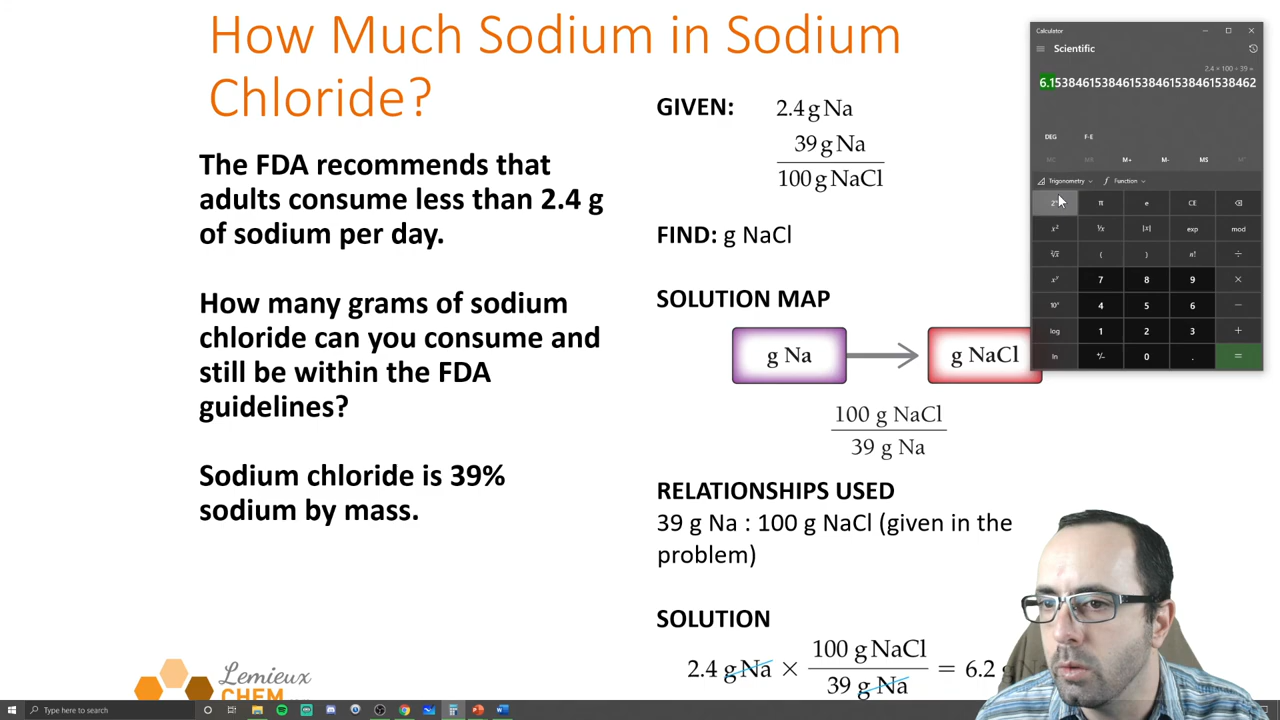 How Much Sodium in Sodium
Chloride?
The FDA recommends that
adults consume less than 2.4 g
of sodium per day.
How many grams of sodium
chloride can you consume and
still be within the FDA
guidelines?
Sodium chloride is 39%
sodium by mass.
GIVEN: 2.4 g Na
39 g Na
100 g NaCl
FIND: g NaCl
SOLUTION MAP
g Na
g NaCl
100 g NaCl
39 g Na
RELATIONSHIPS USED
39 g Na : 100 g NaCl (given in the
problem)
SOLUTION
2.4 g Na × 100 g NaCl
39 g Na
= 6.2 g
Lemieux
CHEM
Calculator
Scientific
2.4 × 100 ÷ 39 =
6.153846153846153846153846153846​2
DEG F-E
M+ M- MS
Trigonometry Function
π e CE
x² ¹/x |x| exp mod
( ) n! ÷
7 8 9 ×
10ˣ 4 5 6 −
log 1 2 3 +
ln +/− 0 . =
Type here to search